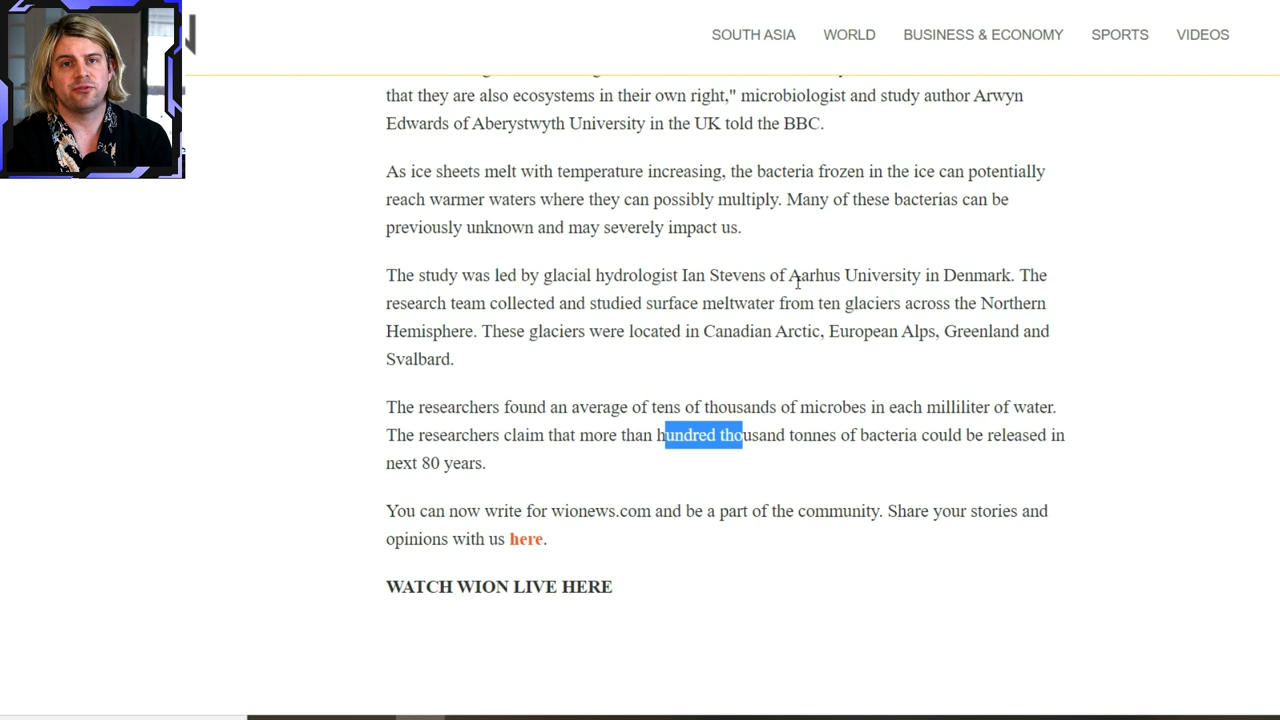 N
SOUTH ASIA WORLD BUSINESS & ECONOMY SPORTS VIDEOS
that they are also ecosystems in their own right," microbiologist and study author Arwyn
Edwards of Aberystwyth University in the UK told the BBC.
As ice sheets melt with temperature increasing, the bacteria frozen in the ice can potentially
reach warmer waters where they can possibly multiply. Many of these bacterias can be
previously unknown and may severely impact us.
The study was led by glacial hydrologist Ian Stevens of Aarhus University in Denmark. The
research team collected and studied surface meltwater from ten glaciers across the Northern
Hemisphere. These glaciers were located in Canadian Arctic, European Alps, Greenland and
Svalbard.
The researchers found an average of tens of thousands of microbes in each milliliter of water.
The researchers claim that more than hundred thousand tonnes of bacteria could be released in
next 80 years.
You can now write for wionews.com and be a part of the community. Share your stories and
opinions with us here.
WATCH WION LIVE HERE